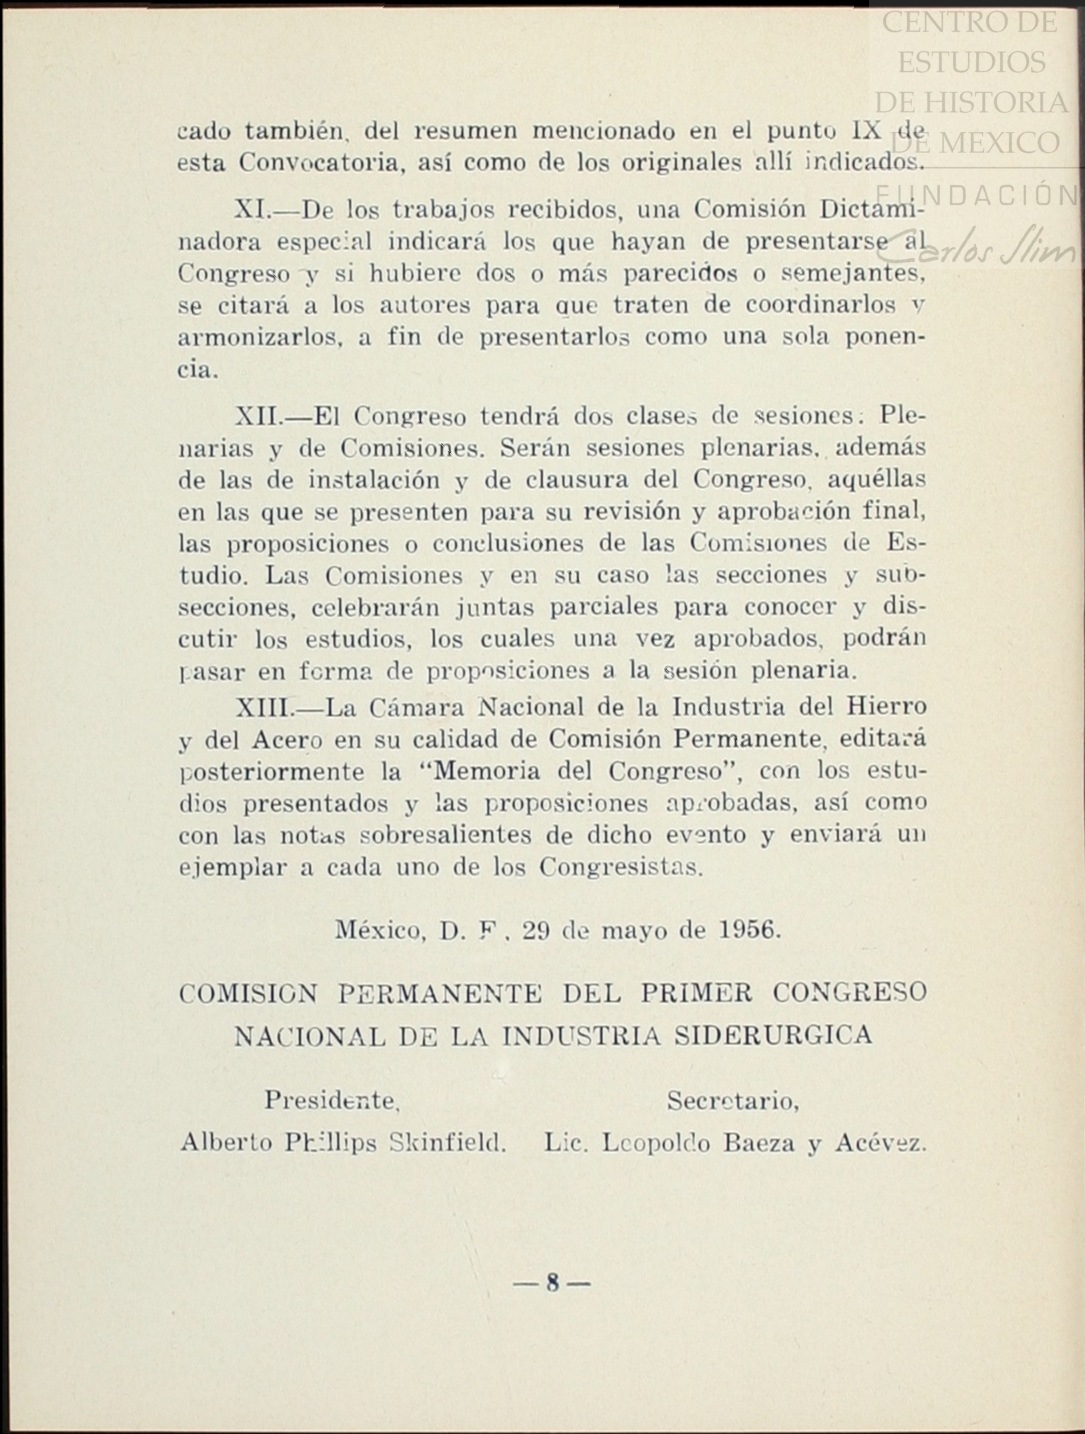 CENTRO DE
ESTUDIOS
DE HISTORIA
DE MEXICO
FUNDACIÓN
Carlos Slim
cado también, del resumen mencionado en el punto IX de
esta Convocatoria, así como de los originales allí indicados.
XI.—De los trabajos recibidos, una Comisión Dictami-
nadora especial indicará los que hayan de presentarse al
Congreso y si hubiere dos o más parecidos o semejantes,
se citará a los autores para que traten de coordinarlos y
armonizarlos, a fin de presentarlos como una sola ponen-
cia.
XII.—El Congreso tendrá dos clases de sesiones: Ple-
narias y de Comisiones. Serán sesiones plenarias, además
de las de instalación y de clausura del Congreso, aquéllas
en las que se presenten para su revisión y aprobación final,
las proposiciones o conclusiones de las Comisiones de Es-
tudio. Las Comisiones y en su caso las secciones y sub-
secciones, celebrarán juntas parciales para conocer y dis-
cutir los estudios, los cuales una vez aprobados, podrán
pasar en forma de proposiciones a la sesión plenaria.
XIII.—La Cámara Nacional de la Industria del Hierro
y del Acero en su calidad de Comisión Permanente, editará
posteriormente la “Memoria del Congreso”, con los estu-
dios presentados y las proposiciones aprobadas, así como
con las notas sobresalientes de dicho evento y enviará un
ejemplar a cada uno de los Congresistas.
México, D. F., 29 de mayo de 1956.
COMISION PERMANENTE DEL PRIMER CONGRESO
NACIONAL DE LA INDUSTRIA SIDERURGICA
Presidente, Secretario,
Alberto Phillips Skinfield. Lic. Leopoldo Baeza y Acévez.
— 8 —